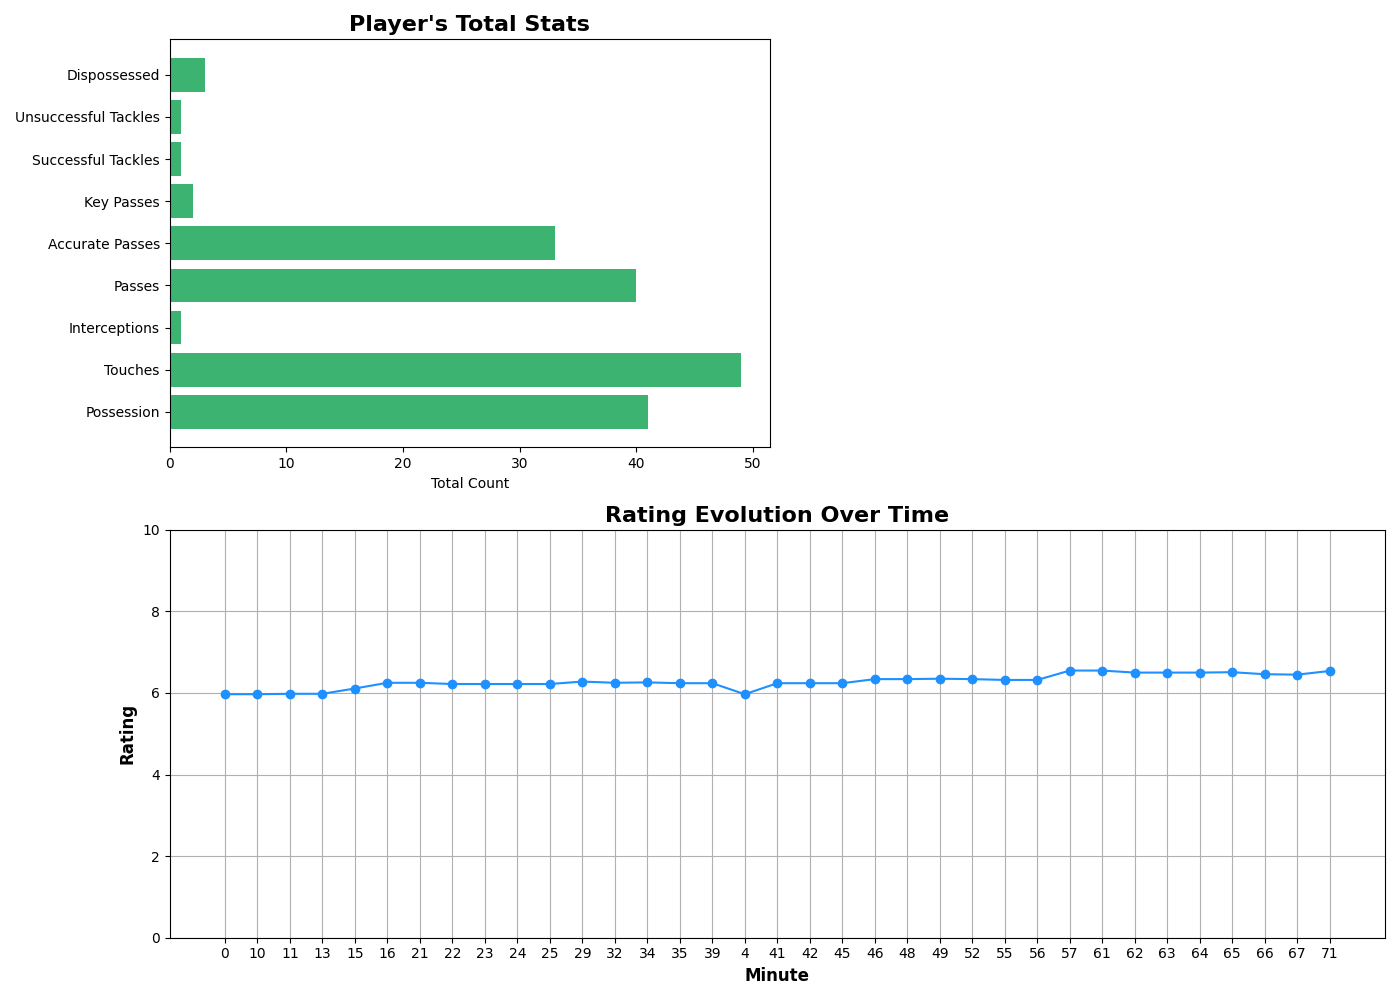 Player's Total Stats
Dispossessed
Unsuccessful Tackles
Successful Tackles
Key Passes
Accurate Passes
Passes
Interceptions
Touches
Possession
0 10 20 30 40 50
Total Count
Rating Evolution Over Time
10
8
6
4
2
0
Rating
0 10 11 13 15 16 21 22 23 24 25 29 32 34 35 39 4 41 42 45 46 48 49 52 55 56 57 61 62 63 64 65 66 67 71
Minute